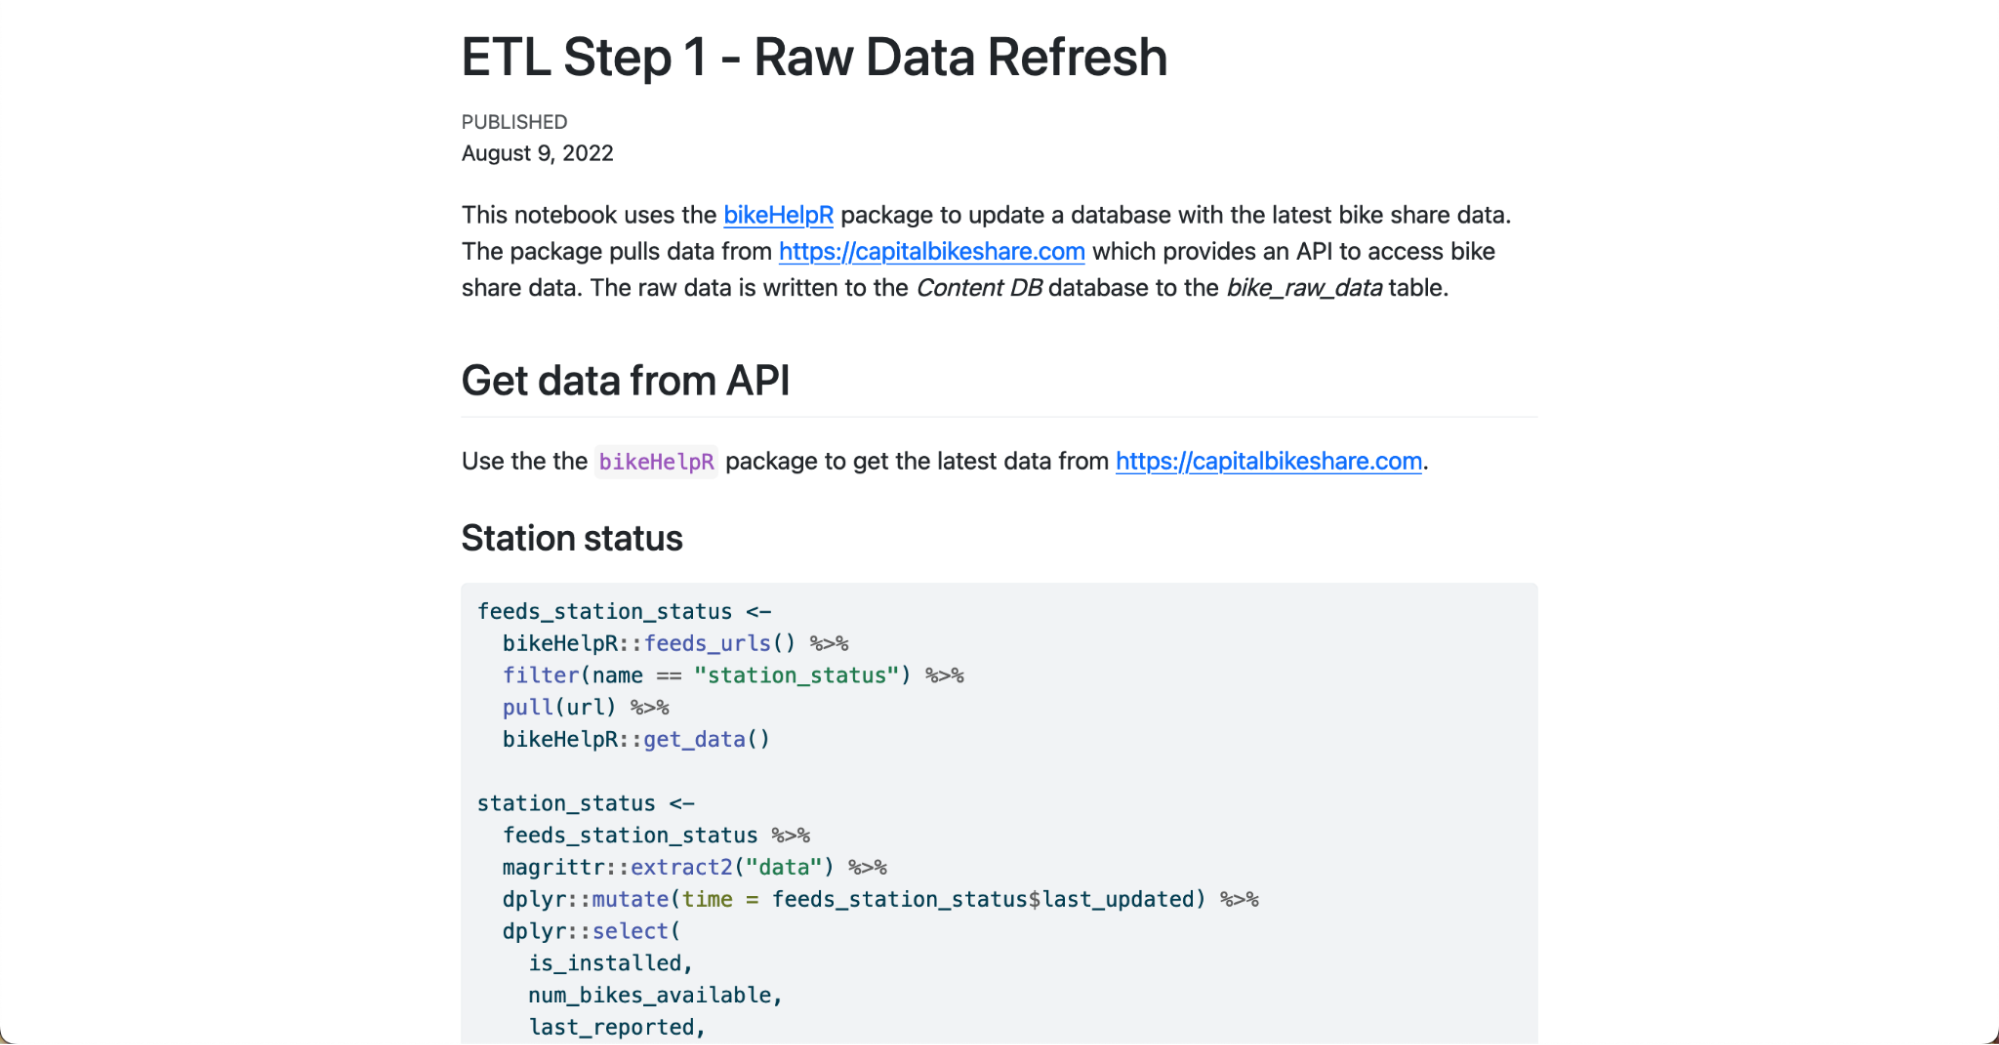 ETL Step 1 - Raw Data Refresh
PUBLISHED
August 9, 2022
This notebook uses the bikeHelpR package to update a database with the latest bike share data.
The package pulls data from https://capitalbikeshare.com which provides an API to access bike
share data. The raw data is written to the Content DB database to the bike_raw_data table.
Get data from API
Use the the bikeHelpR package to get the latest data from https://capitalbikeshare.com.
Station status
feeds_station_status <-
  bikeHelpR::feeds_urls() %>%
  filter(name == "station_status") %>%
  pull(url) %>%
  bikeHelpR::get_data()

station_status <-
  feeds_station_status %>%
  magrittr::extract2("data") %>%
  dplyr::mutate(time = feeds_station_status$last_updated) %>%
  dplyr::select(
    is_installed,
    num_bikes_available,
    last_reported,